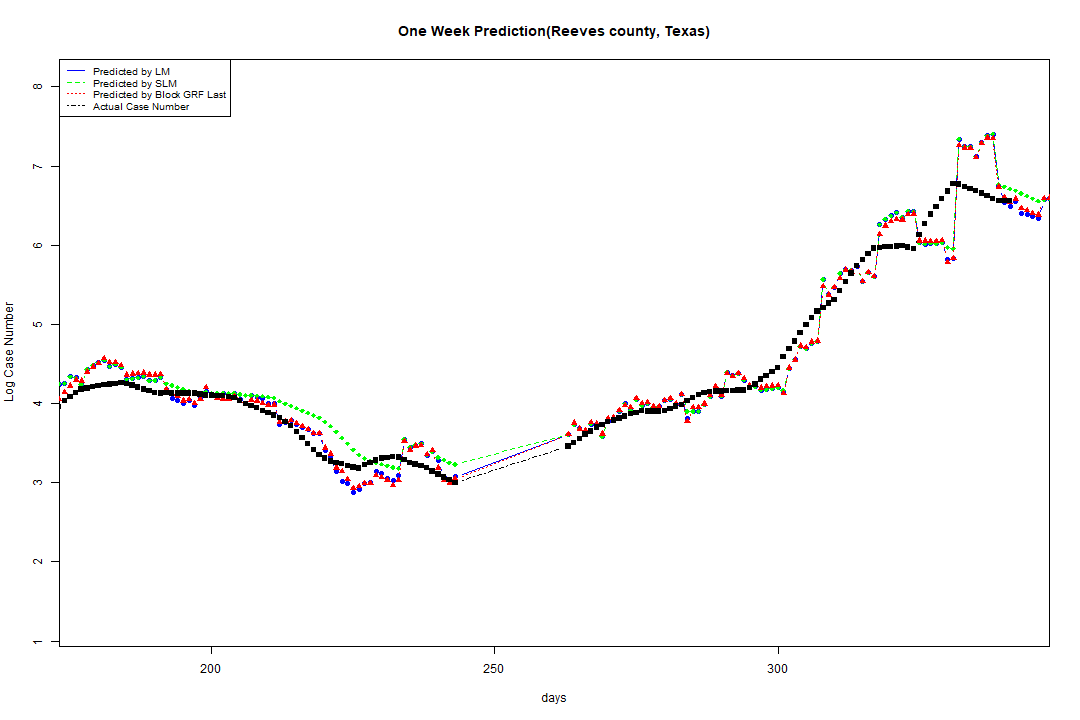 One Week Prediction(Reeves county, Texas)
Predicted by LM
Predicted by SLM
Predicted by Block GRF Last
Actual Case Number
8
7
6
5
4
3
2
1
Log Case Number
200
250
300
days